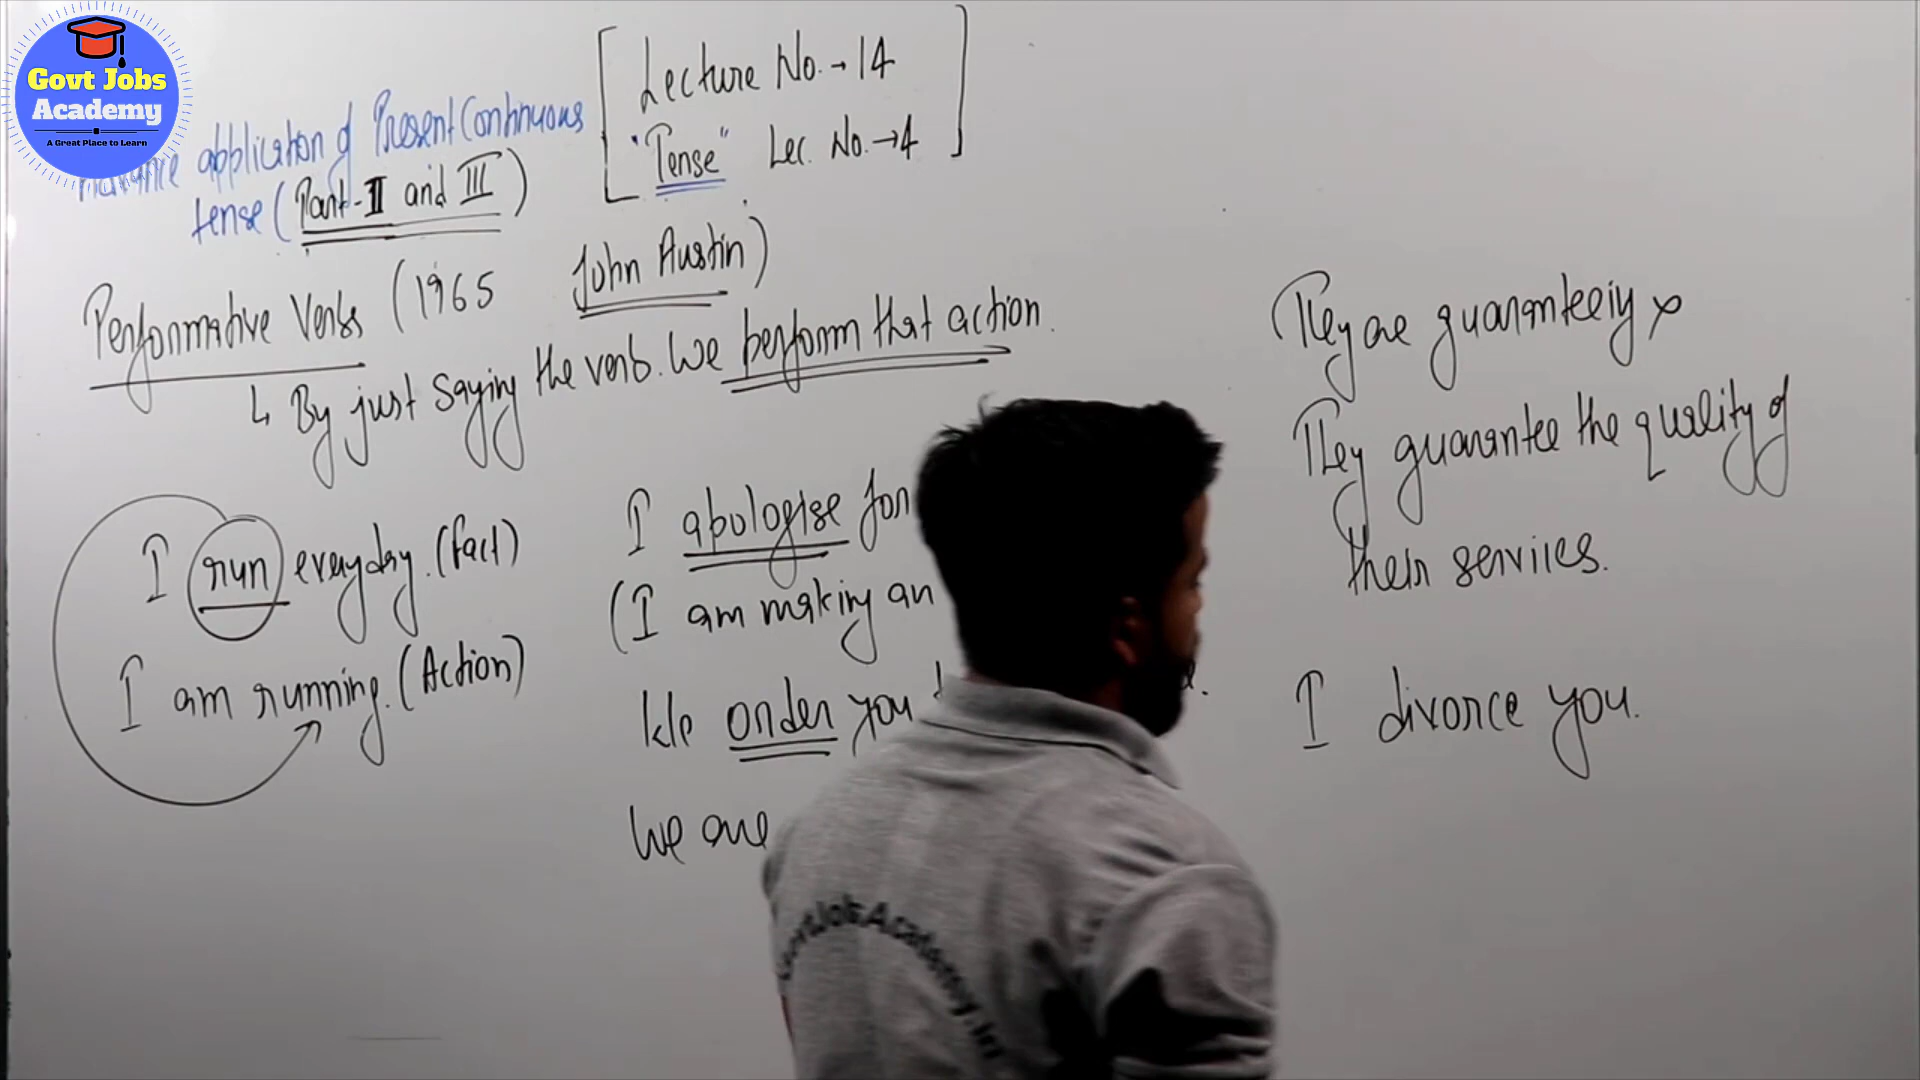 Govt Jobs
Academy
A Great Place to Learn
application of Present Continuous
tense (Part-II and III)
Lecture No. → 14
"Tense" Lec. No. → 4
Performative Verbs (1965 John Austin)
↳ By just saying the verb. We perform that action.
I run everyday. (fact)
I am running. (Action)
I apologise for
(I am making an
We order you
We are
They are guaranteeiy x
They guarantee the quality of
their services.
I divorce you.
GovtJobsAcademy.in